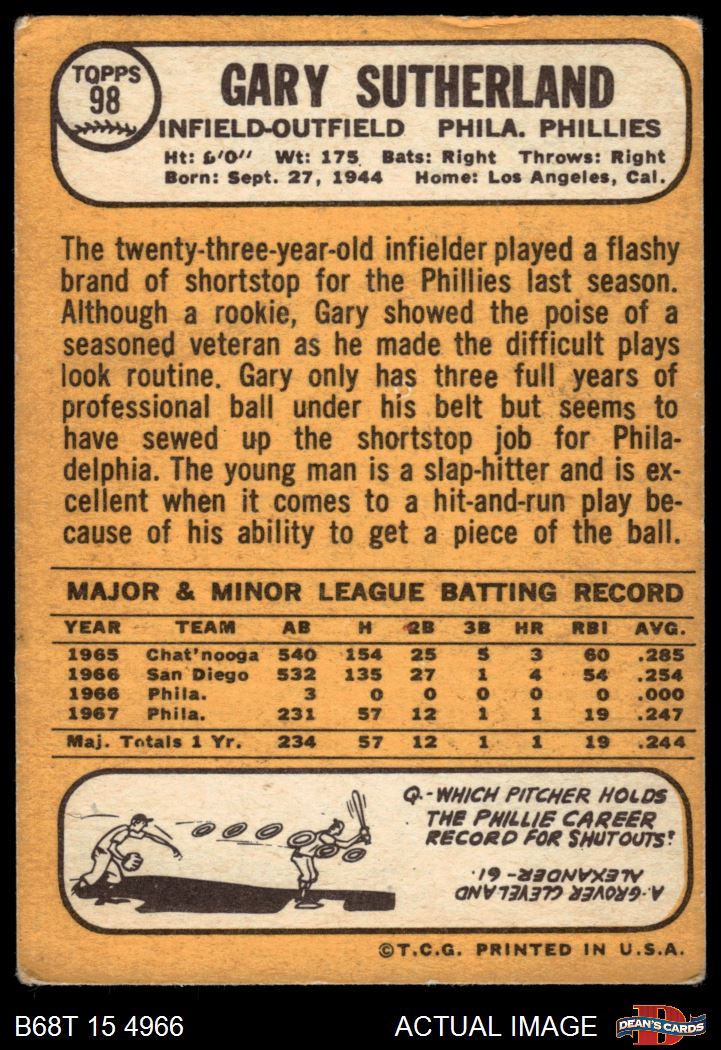 TOPPS
98
GARY SUTHERLAND
INFIELD-OUTFIELD PHILA. PHILLIES
Ht: 6'0" Wt: 175 Bats: Right Throws: Right
Born: Sept. 27, 1944 Home: Los Angeles, Cal.
The twenty-three-year-old infielder played a flashy
brand of shortstop for the Phillies last season.
Although a rookie, Gary showed the poise of a
seasoned veteran as he made the difficult plays
look routine. Gary only has three full years of
professional ball under his belt but seems to
have sewed up the shortstop job for Phila-
delphia. The young man is a slap-hitter and is ex-
cellent when it comes to a hit-and-run play be-
cause of his ability to get a piece of the ball.
MAJOR & MINOR LEAGUE BATTING RECORD
YEAR TEAM AB H 2B 3B HR RBI AVG.
1965 Chat'nooga 540 154 25 5 3 60 .285
1966 San Diego 532 135 27 1 4 54 .254
1966 Phila. 3 0 0 0 0 0 .000
1967 Phila. 231 57 12 1 1 19 .247
Maj. Totals 1 Yr. 234 57 12 1 1 19 .244
Q.-WHICH PITCHER HOLDS
THE PHILLIE CAREER
RECORD FOR SHUTOUTS?
A.-GROVER CLEVELAND
ALEXANDER-61.
©T.C.G. PRINTED IN U.S.A.
B68T 15 4966
ACTUAL IMAGE
D
DEAN'S CARDS